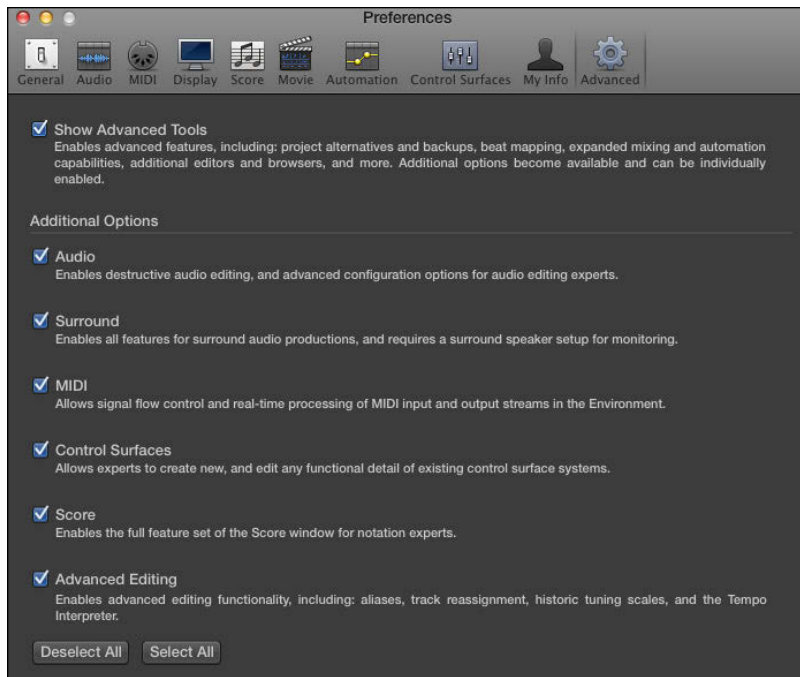 Preferences
General Audio MIDI Display Score Movie Automation Control Surfaces My Info Advanced
Show Advanced Tools
Enables advanced features, including: project alternatives and backups, beat mapping, expanded mixing and automation
capabilities, additional editors and browsers, and more. Additional options become available and can be individually
enabled.
Additional Options
Audio
Enables destructive audio editing, and advanced configuration options for audio editing experts.
Surround
Enables all features for surround audio productions, and requires a surround speaker setup for monitoring.
MIDI
Allows signal flow control and real-time processing of MIDI input and output streams in the Environment.
Control Surfaces
Allows experts to create new, and edit any functional detail of existing control surface systems.
Score
Enables the full feature set of the Score window for notation experts.
Advanced Editing
Enables advanced editing functionality, including: aliases, track reassignment, historic tuning scales, and the Tempo
Interpreter.
Deselect All Select All